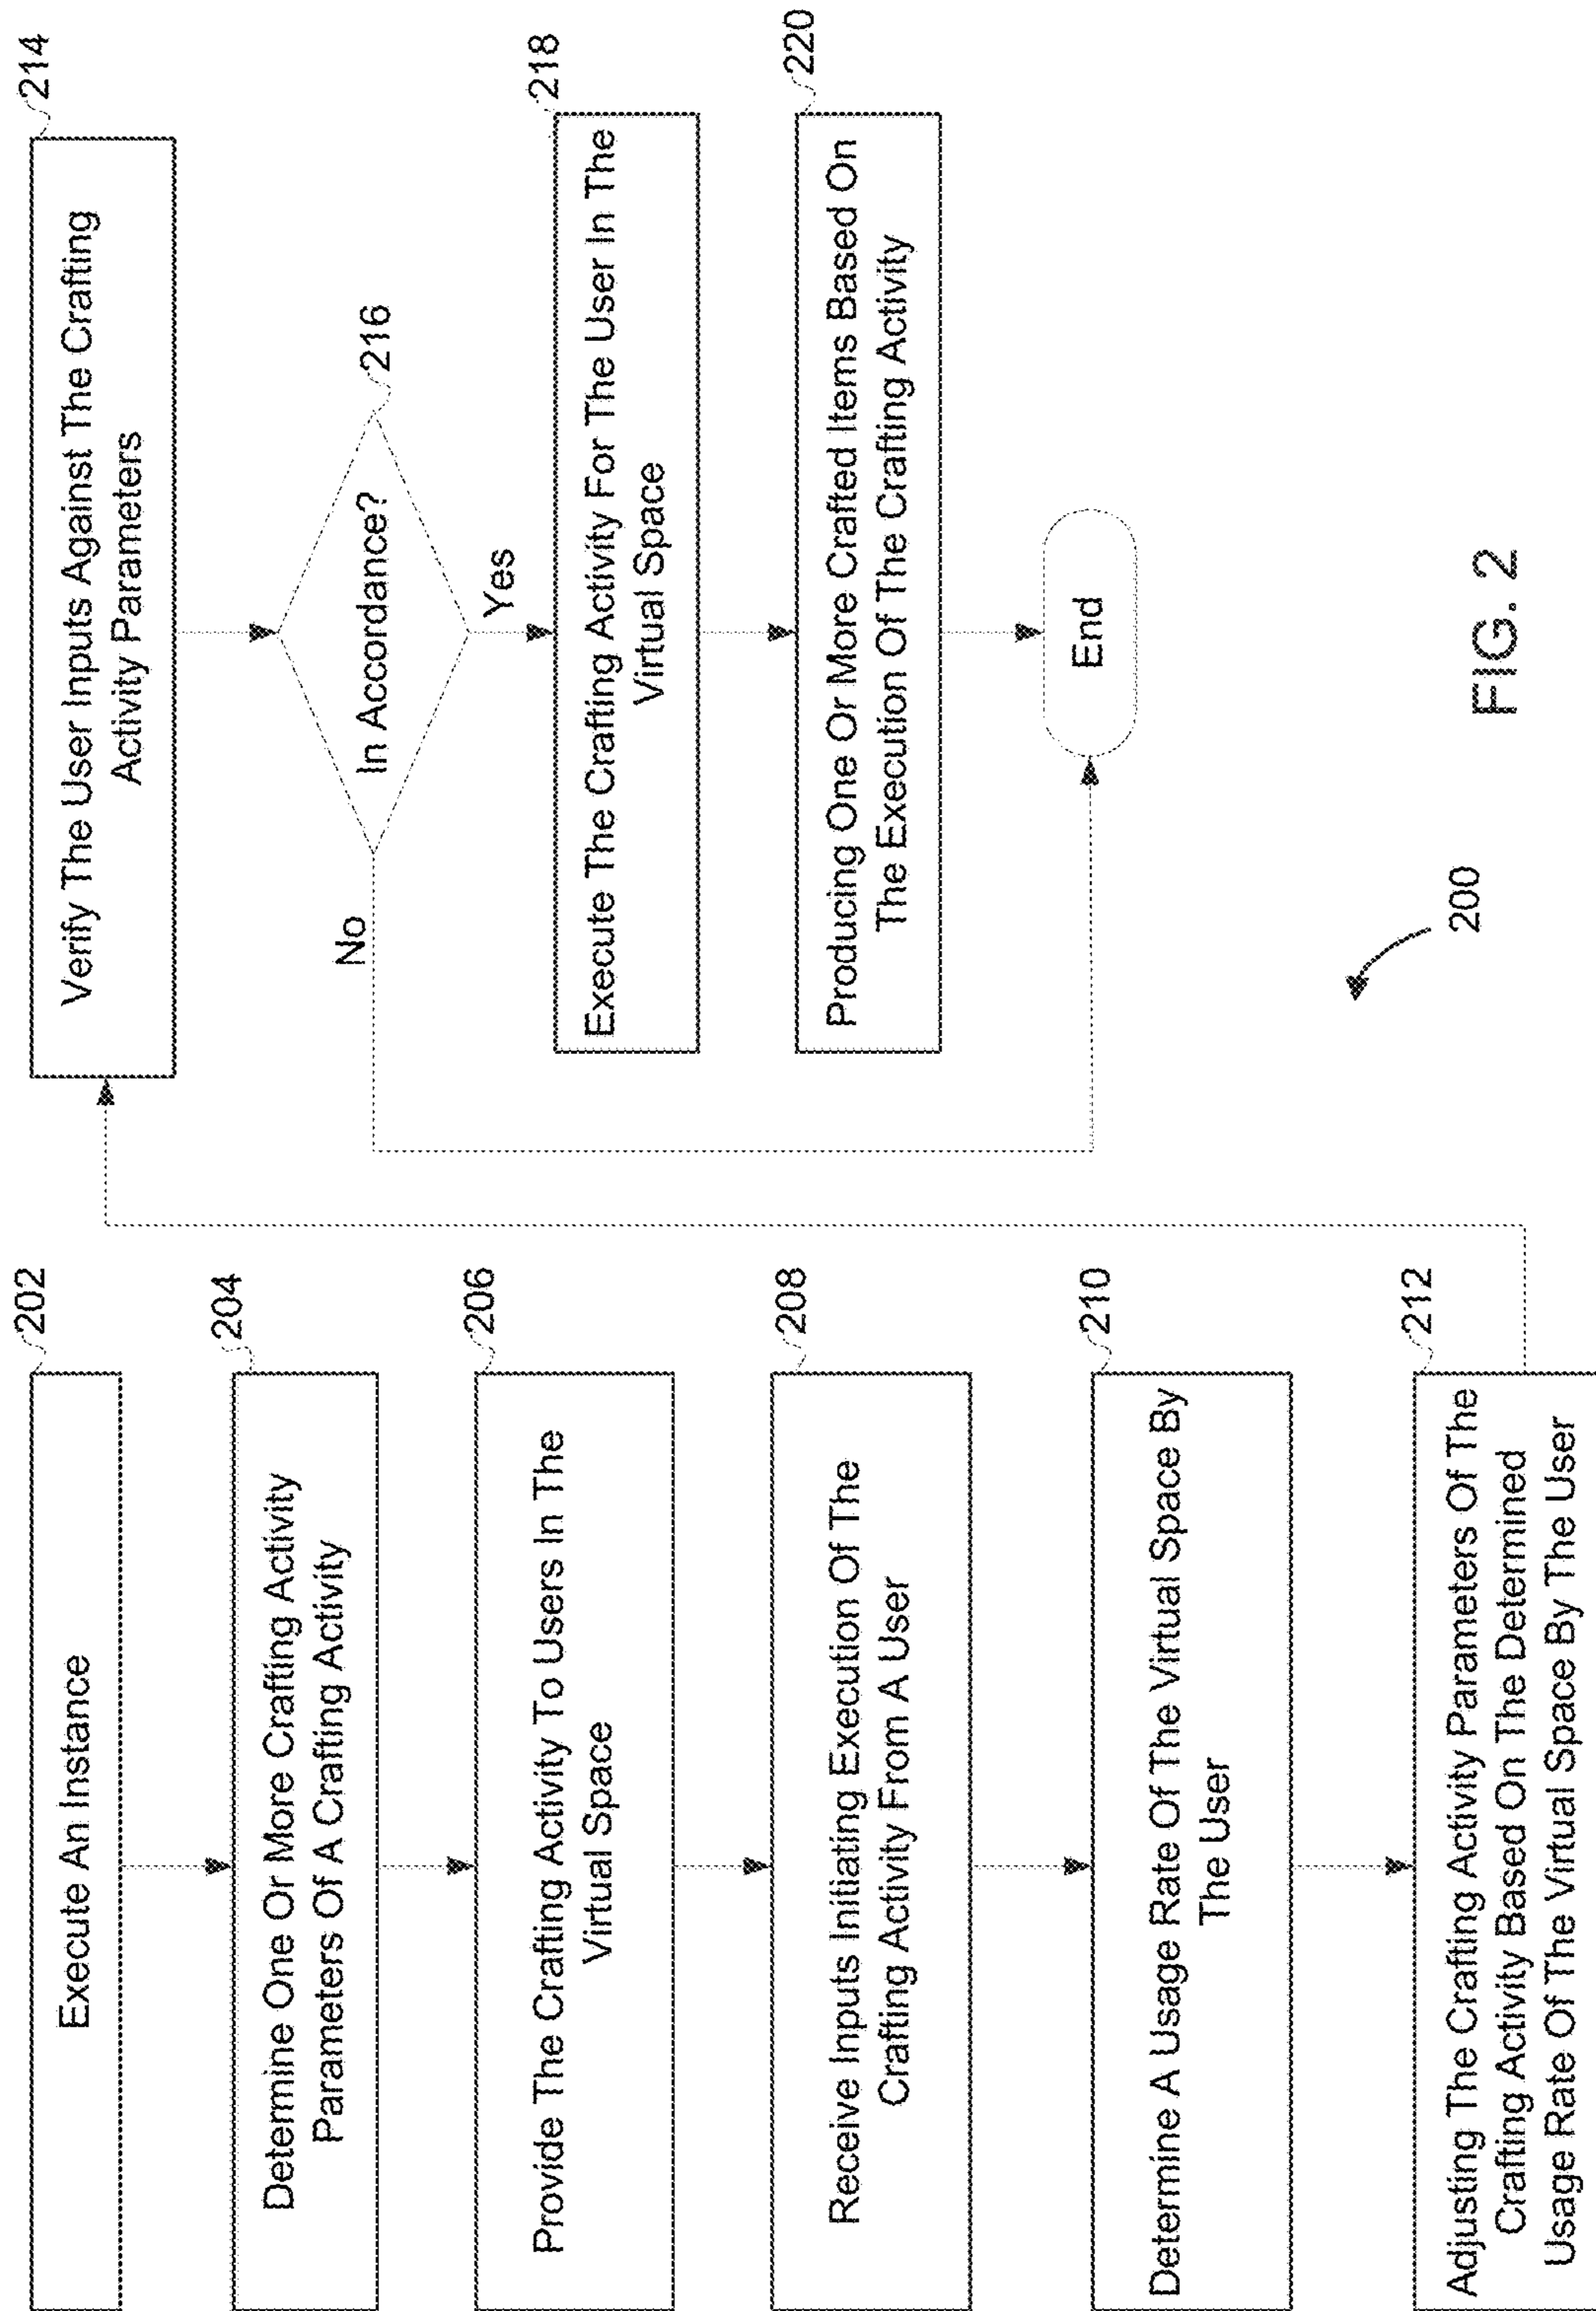 202
Execute An Instance
204
Determine One Or More Crafting Activity
Parameters Of A Crafting Activity
206
Provide The Crafting Activity To Users In The
Virtual Space
208
Receive Inputs Initiating Execution Of The
Crafting Activity From A User
210
Determine A Usage Rate Of The Virtual Space By
The User
212
Adjusting The Crafting Activity Parameters Of The
Crafting Activity Based On The Determined
Usage Rate Of The Virtual Space By The User
214
Verify The User Inputs Against The Crafting
Activity Parameters
216
In Accordance?
No
Yes
218
Execute The Crafting Activity For The User In The
Virtual Space
220
Producing One Or More Crafted Items Based On
The Execution Of The Crafting Activity
End
200
FIG. 2